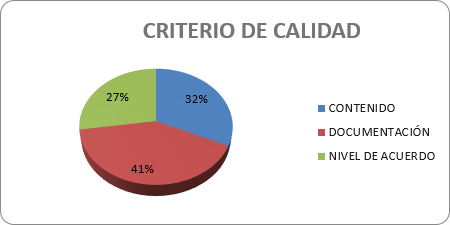 CRITERIO DE CALIDAD
27%
32%
41%
CONTENIDO
DOCUMENTACIÓN
NIVEL DE ACUERDO